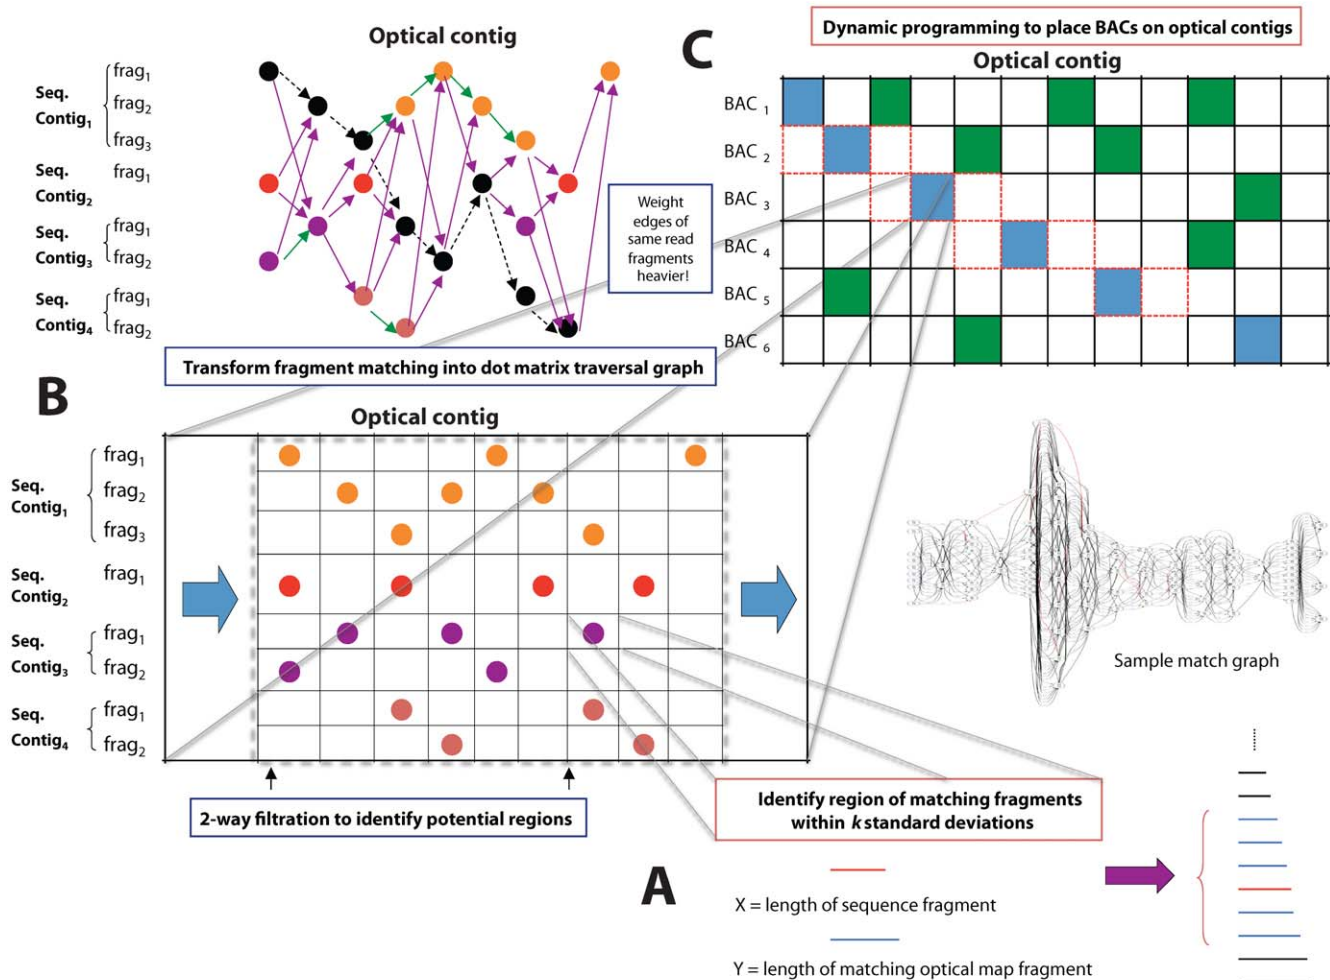 Optical contig
Seq.
Contig1
frag1
frag2
frag3
Seq.
Contig2
frag1
Seq.
Contig3
frag1
frag2
Seq.
Contig4
frag1
frag2
Weight
edges of
same read
fragments
heavier!
Transform fragment matching into dot matrix traversal graph
C
Dynamic programming to place BACs on optical contigs
Optical contig
BAC 1
BAC 2
BAC 3
BAC 4
BAC 5
BAC 6
B
Optical contig
Seq.
Contig1
frag1
frag2
frag3
Seq.
Contig2
frag1
Seq.
Contig3
frag1
frag2
Seq.
Contig4
frag1
frag2
2-way filtration to identify potential regions
Sample match graph
Identify region of matching fragments
within k standard deviations
A
X = length of sequence fragment
Y = length of matching optical map fragment